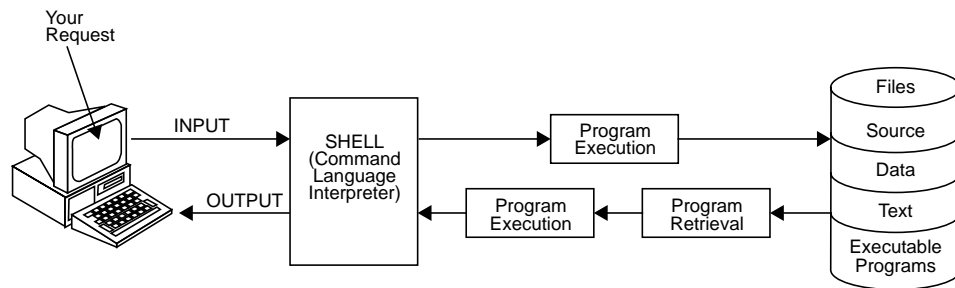 Your
Request
INPUT
OUTPUT
SHELL
(Command
Language
Interpreter)
Program
Execution
Program
Execution
Program
Retrieval
Files
Source
Data
Text
Executable
Programs